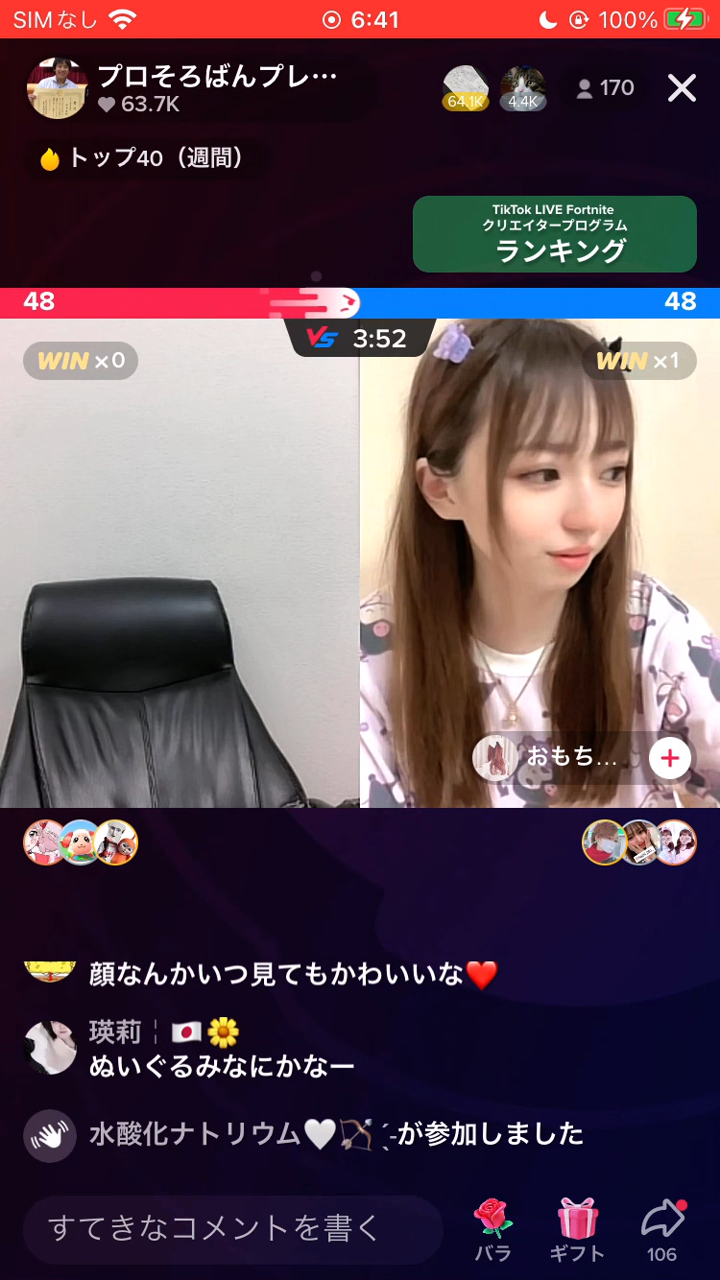 SIMなし 6:41 100%
プロそろばんプレ…
63.7K
64.1K 4.4K 170
トップ40（週間）
TikTok LIVE Fortnite
クリエイタープログラム
ランキング
48 48
VS 3:52
WIN ×0 WIN ×1
おもち…
顔なんかいつ見てもかわいいな❤️
瑛莉 ¦ 🇯🇵🌼
ぬいぐるみなにかなー
水酸化ナトリウム🤍🏹 ҉-が参加しました
すてきなコメントを書く
バラ ギフト 106